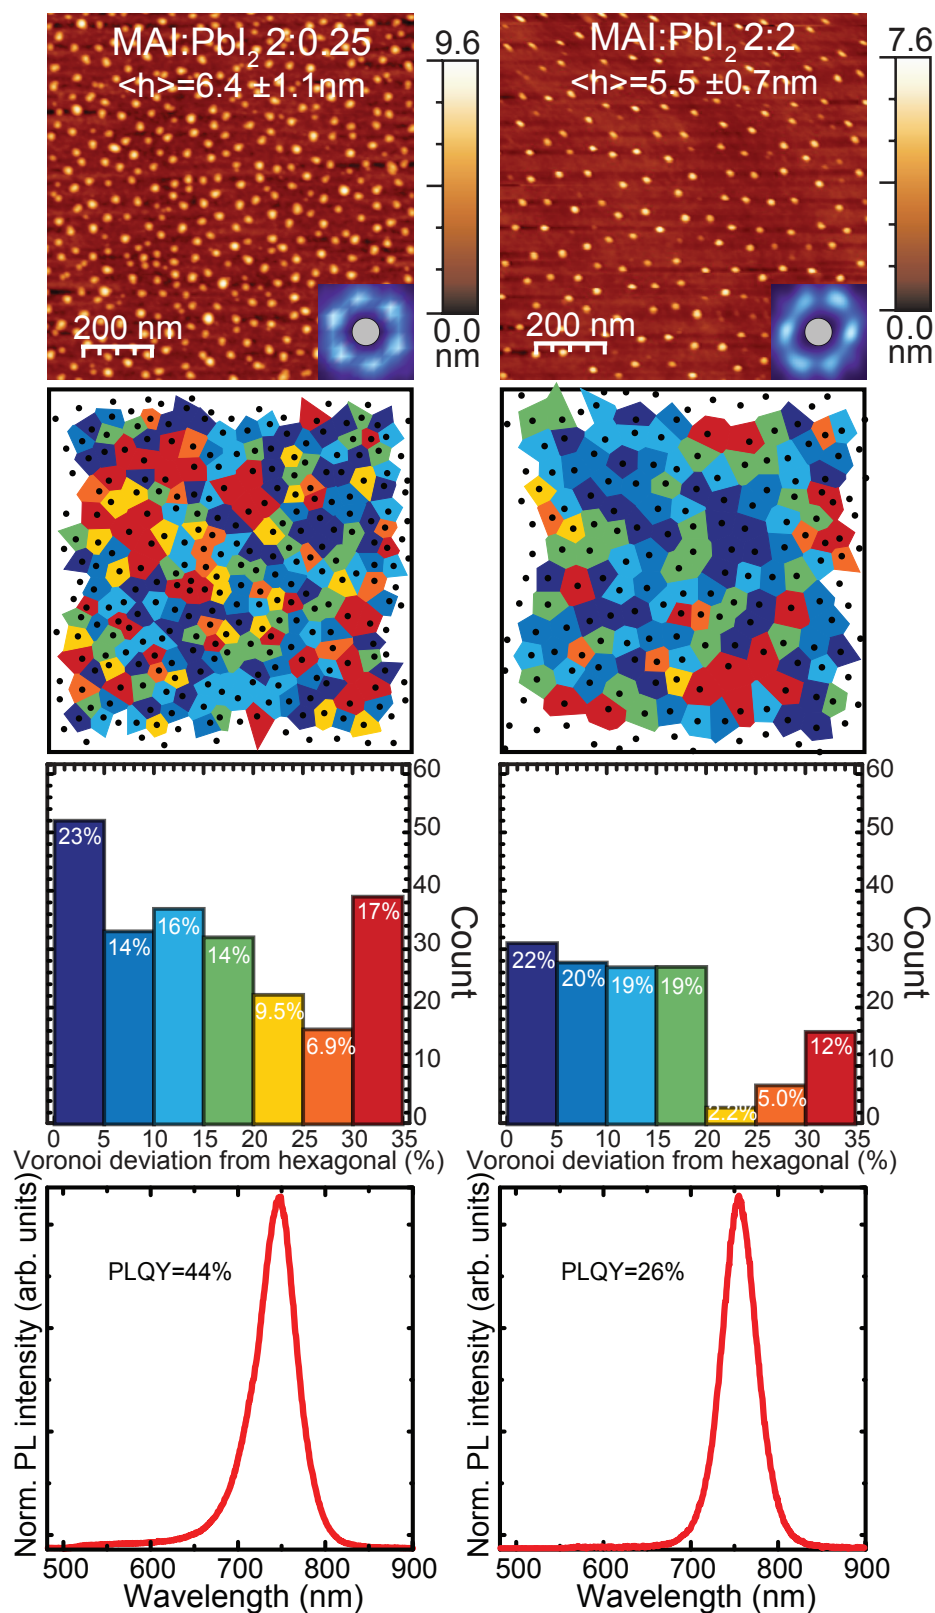 MAI:PbI2 2:0.25
<h>=6.4 ±1.1nm
9.6
0.0
nm
200 nm
MAI:PbI2 2:2
<h>=5.5 ±0.7nm
7.6
0.0
nm
200 nm
60
50
40
30
20
10
0
Count
23%
14%
16%
14%
9.5%
6.9%
17%
0 5 10 15 20 25 30 35
Voronoi deviation from hexagonal (%)
60
50
40
30
20
10
0
Count
22%
20%
19%
19%
2.2%
5.0%
12%
0 5 10 15 20 25 30 35
Voronoi deviation from hexagonal (%)
Norm. PL intensity (arb. units)
PLQY=44%
500 600 700 800 900
Wavelength (nm)
Norm. PL intensity (arb. units)
PLQY=26%
500 600 700 800 900
Wavelength (nm)